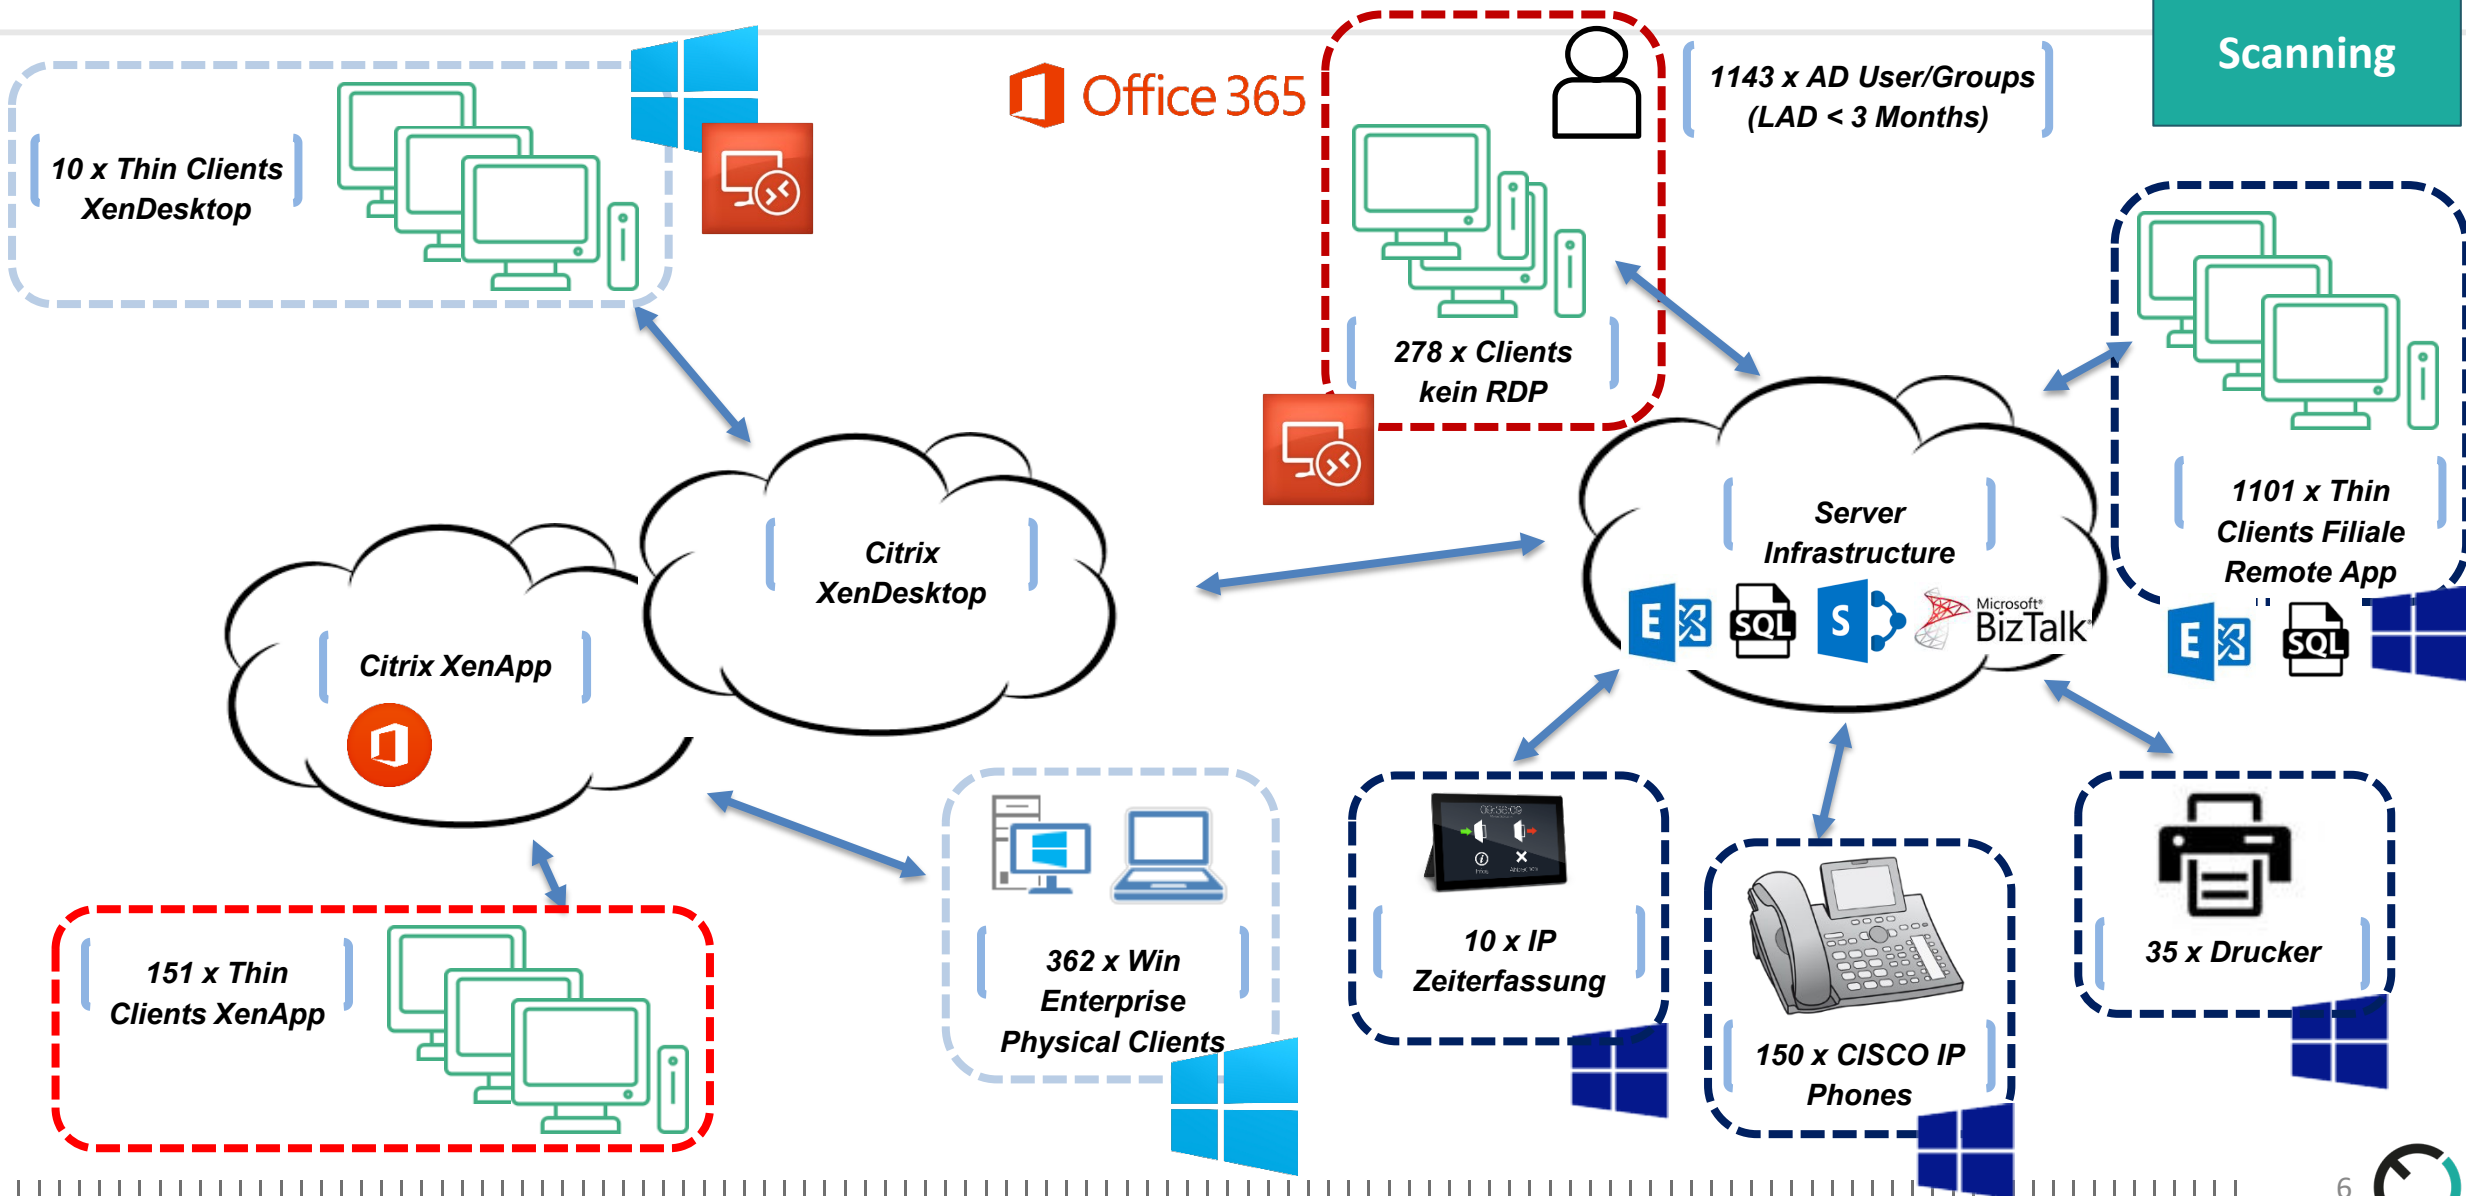 Scanning
Office 365
1143 x AD User/Groups
(LAD < 3 Months)
10 x Thin Clients
XenDesktop
278 x Clients
kein RDP
1101 x Thin
Clients Filiale
Remote App
E
SQL
Server
Infrastructure
E
SQL
S
Microsoft®
BizTalk
Citrix
XenDesktop
Citrix XenApp
151 x Thin
Clients XenApp
362 x Win
Enterprise
Physical Clients
10 x IP
Zeiterfassung
150 x CISCO IP
Phones
35 x Drucker
6